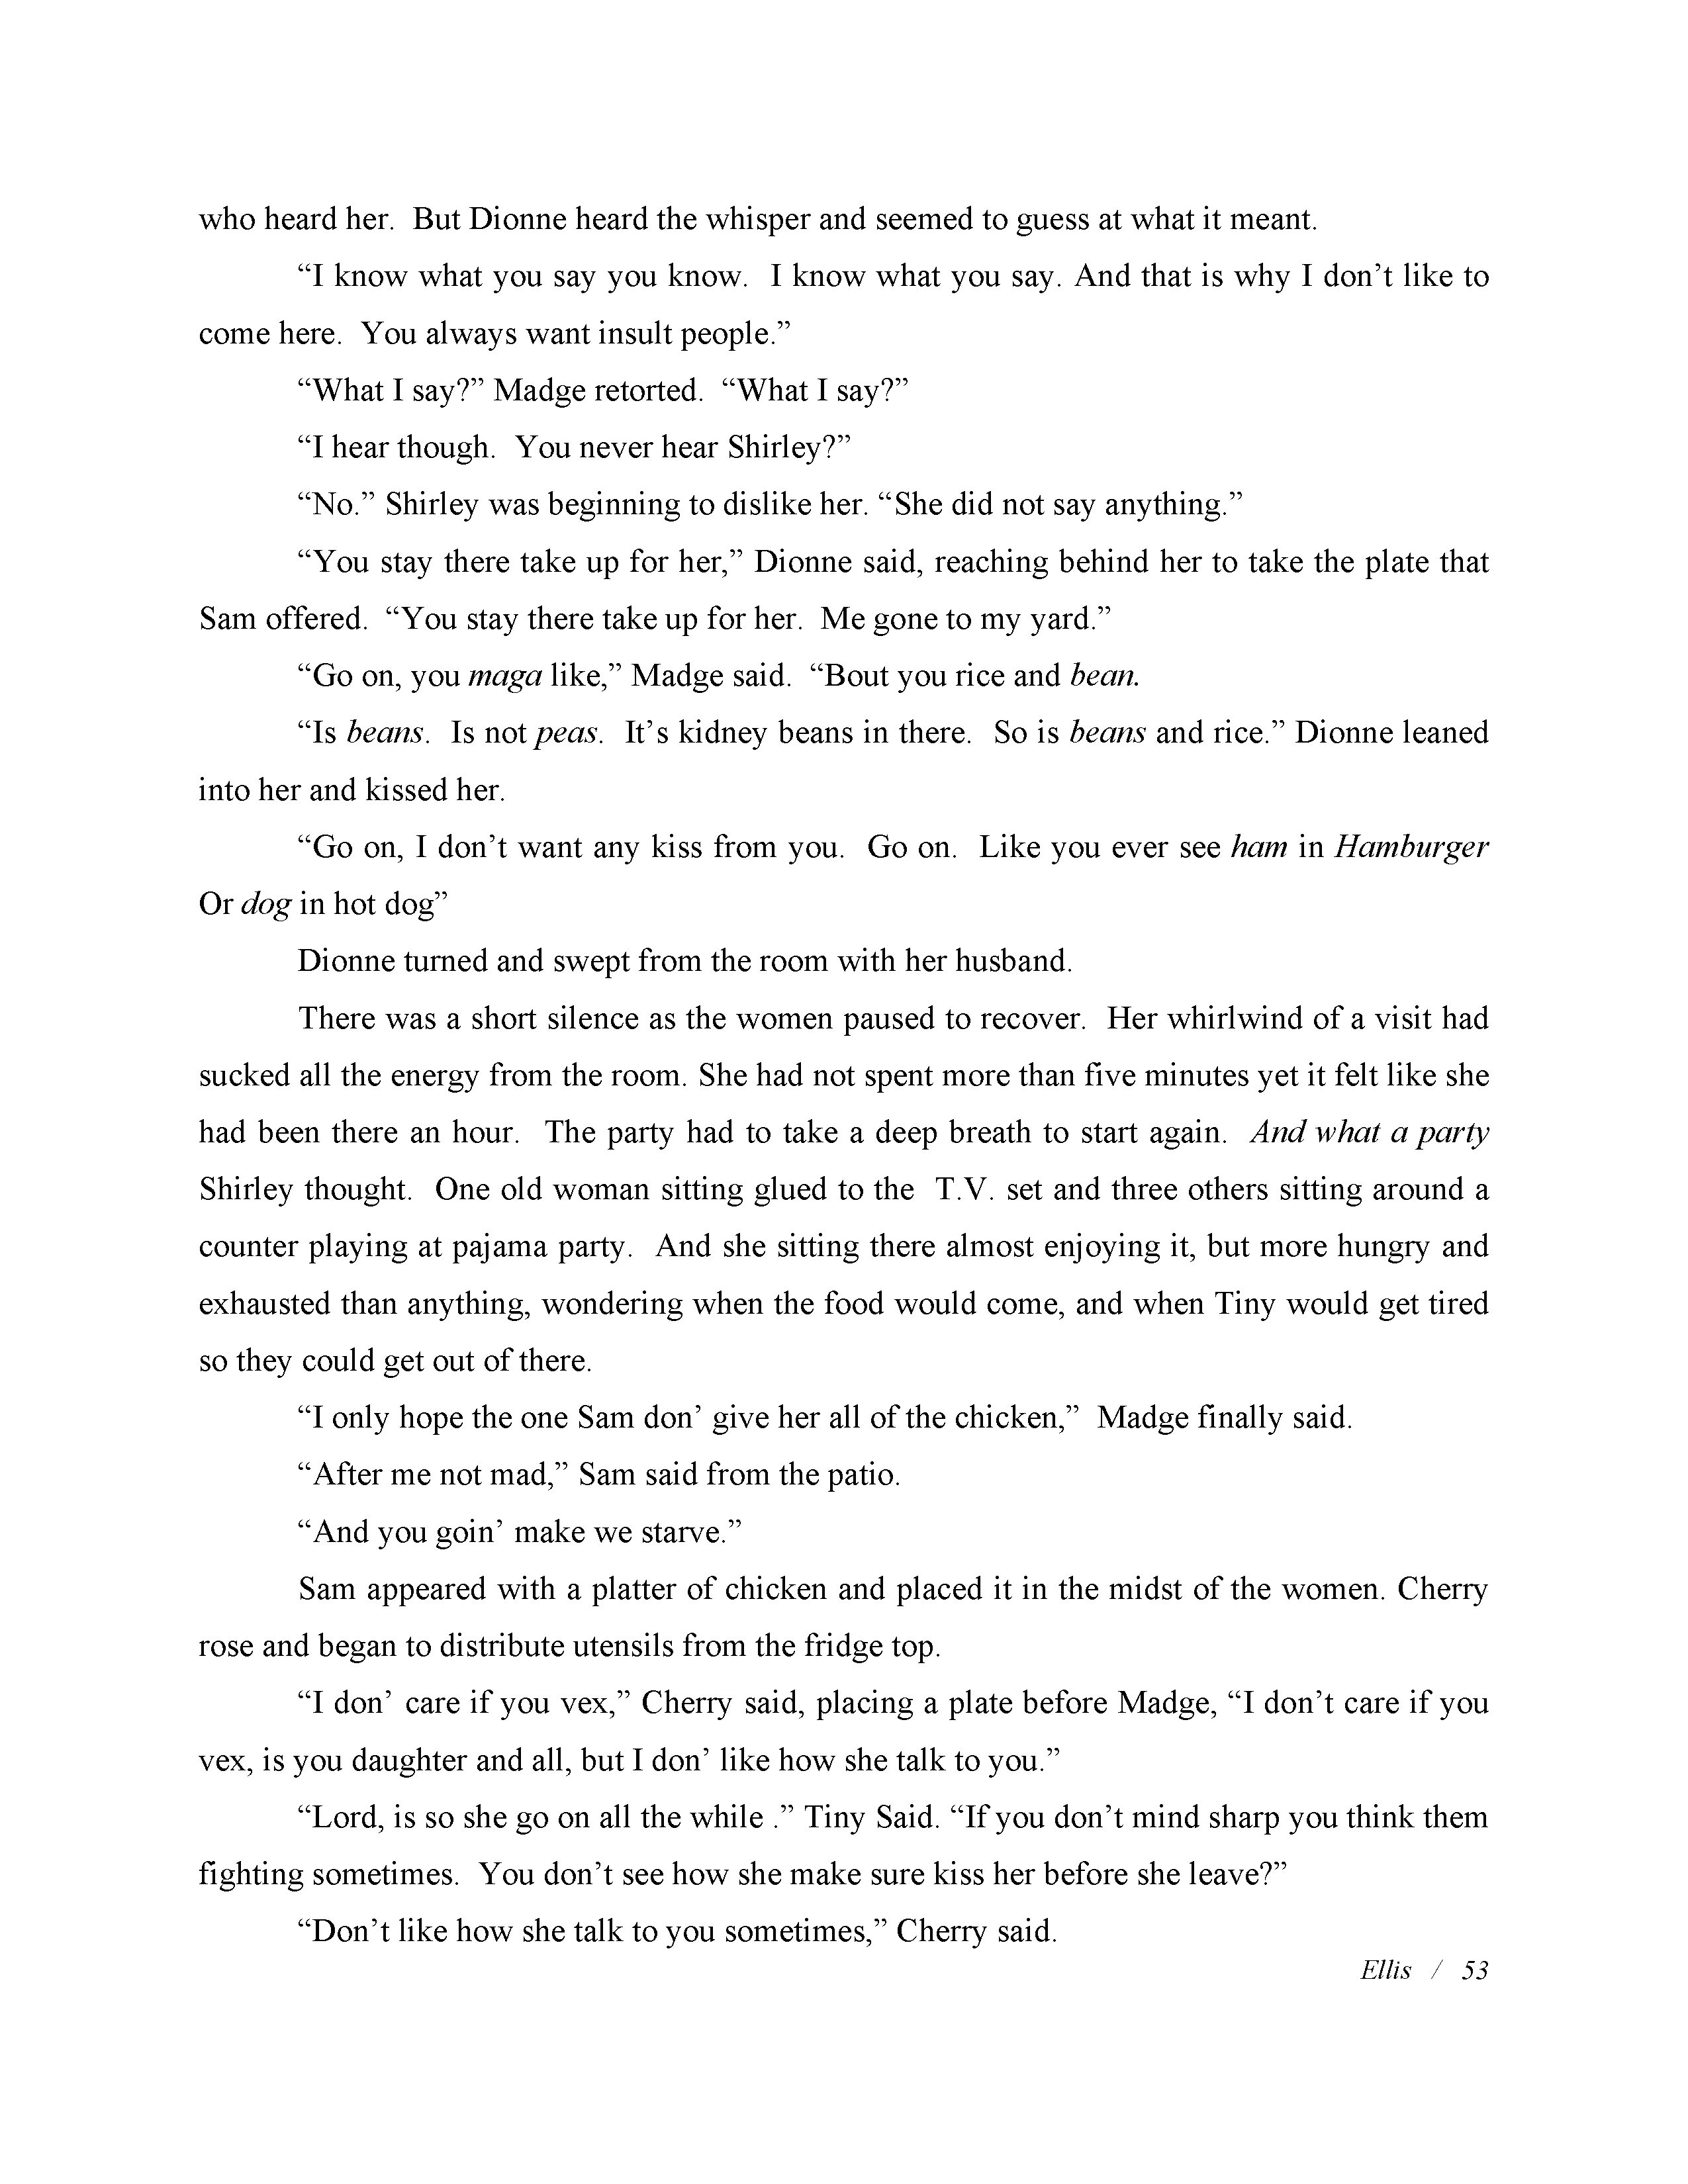 who heard her.  But Dionne heard the whisper and seemed to guess at what it meant.
“I know what you say you know.  I know what you say. And that is why I don’t like to
come here.  You always want insult people.”
“What I say?” Madge retorted.  “What I say?”
“I hear though.  You never hear Shirley?”
“No.” Shirley was beginning to dislike her. “She did not say anything.”
“You stay there take up for her,” Dionne said, reaching behind her to take the plate that
Sam offered.  “You stay there take up for her.  Me gone to my yard.”
“Go on, you maga like,” Madge said.  “Bout you rice and bean.
“Is beans.  Is not peas.  It’s kidney beans in there.  So is beans and rice.” Dionne leaned
into her and kissed her.
“Go on, I don’t want any kiss from you.  Go on.  Like you ever see ham in Hamburger
Or dog in hot dog”
Dionne turned and swept from the room with her husband.
There was a short silence as the women paused to recover.  Her whirlwind of a visit had
sucked all the energy from the room. She had not spent more than five minutes yet it felt like she
had been there an hour.  The party had to take a deep breath to start again.  And what a party
Shirley thought.  One old woman sitting glued to the  T.V. set and three others sitting around a
counter playing at pajama party.  And she sitting there almost enjoying it, but more hungry and
exhausted than anything, wondering when the food would come, and when Tiny would get tired
so they could get out of there.
“I only hope the one Sam don’ give her all of the chicken,”  Madge finally said.
“After me not mad,” Sam said from the patio.
“And you goin’ make we starve.”
Sam appeared with a platter of chicken and placed it in the midst of the women. Cherry
rose and began to distribute utensils from the fridge top.
“I don’ care if you vex,” Cherry said, placing a plate before Madge, “I don’t care if you
vex, is you daughter and all, but I don’ like how she talk to you.”
“Lord, is so she go on all the while .” Tiny Said. “If you don’t mind sharp you think them
fighting sometimes.  You don’t see how she make sure kiss her before she leave?”
“Don’t like how she talk to you sometimes,” Cherry said.
Ellis / 53